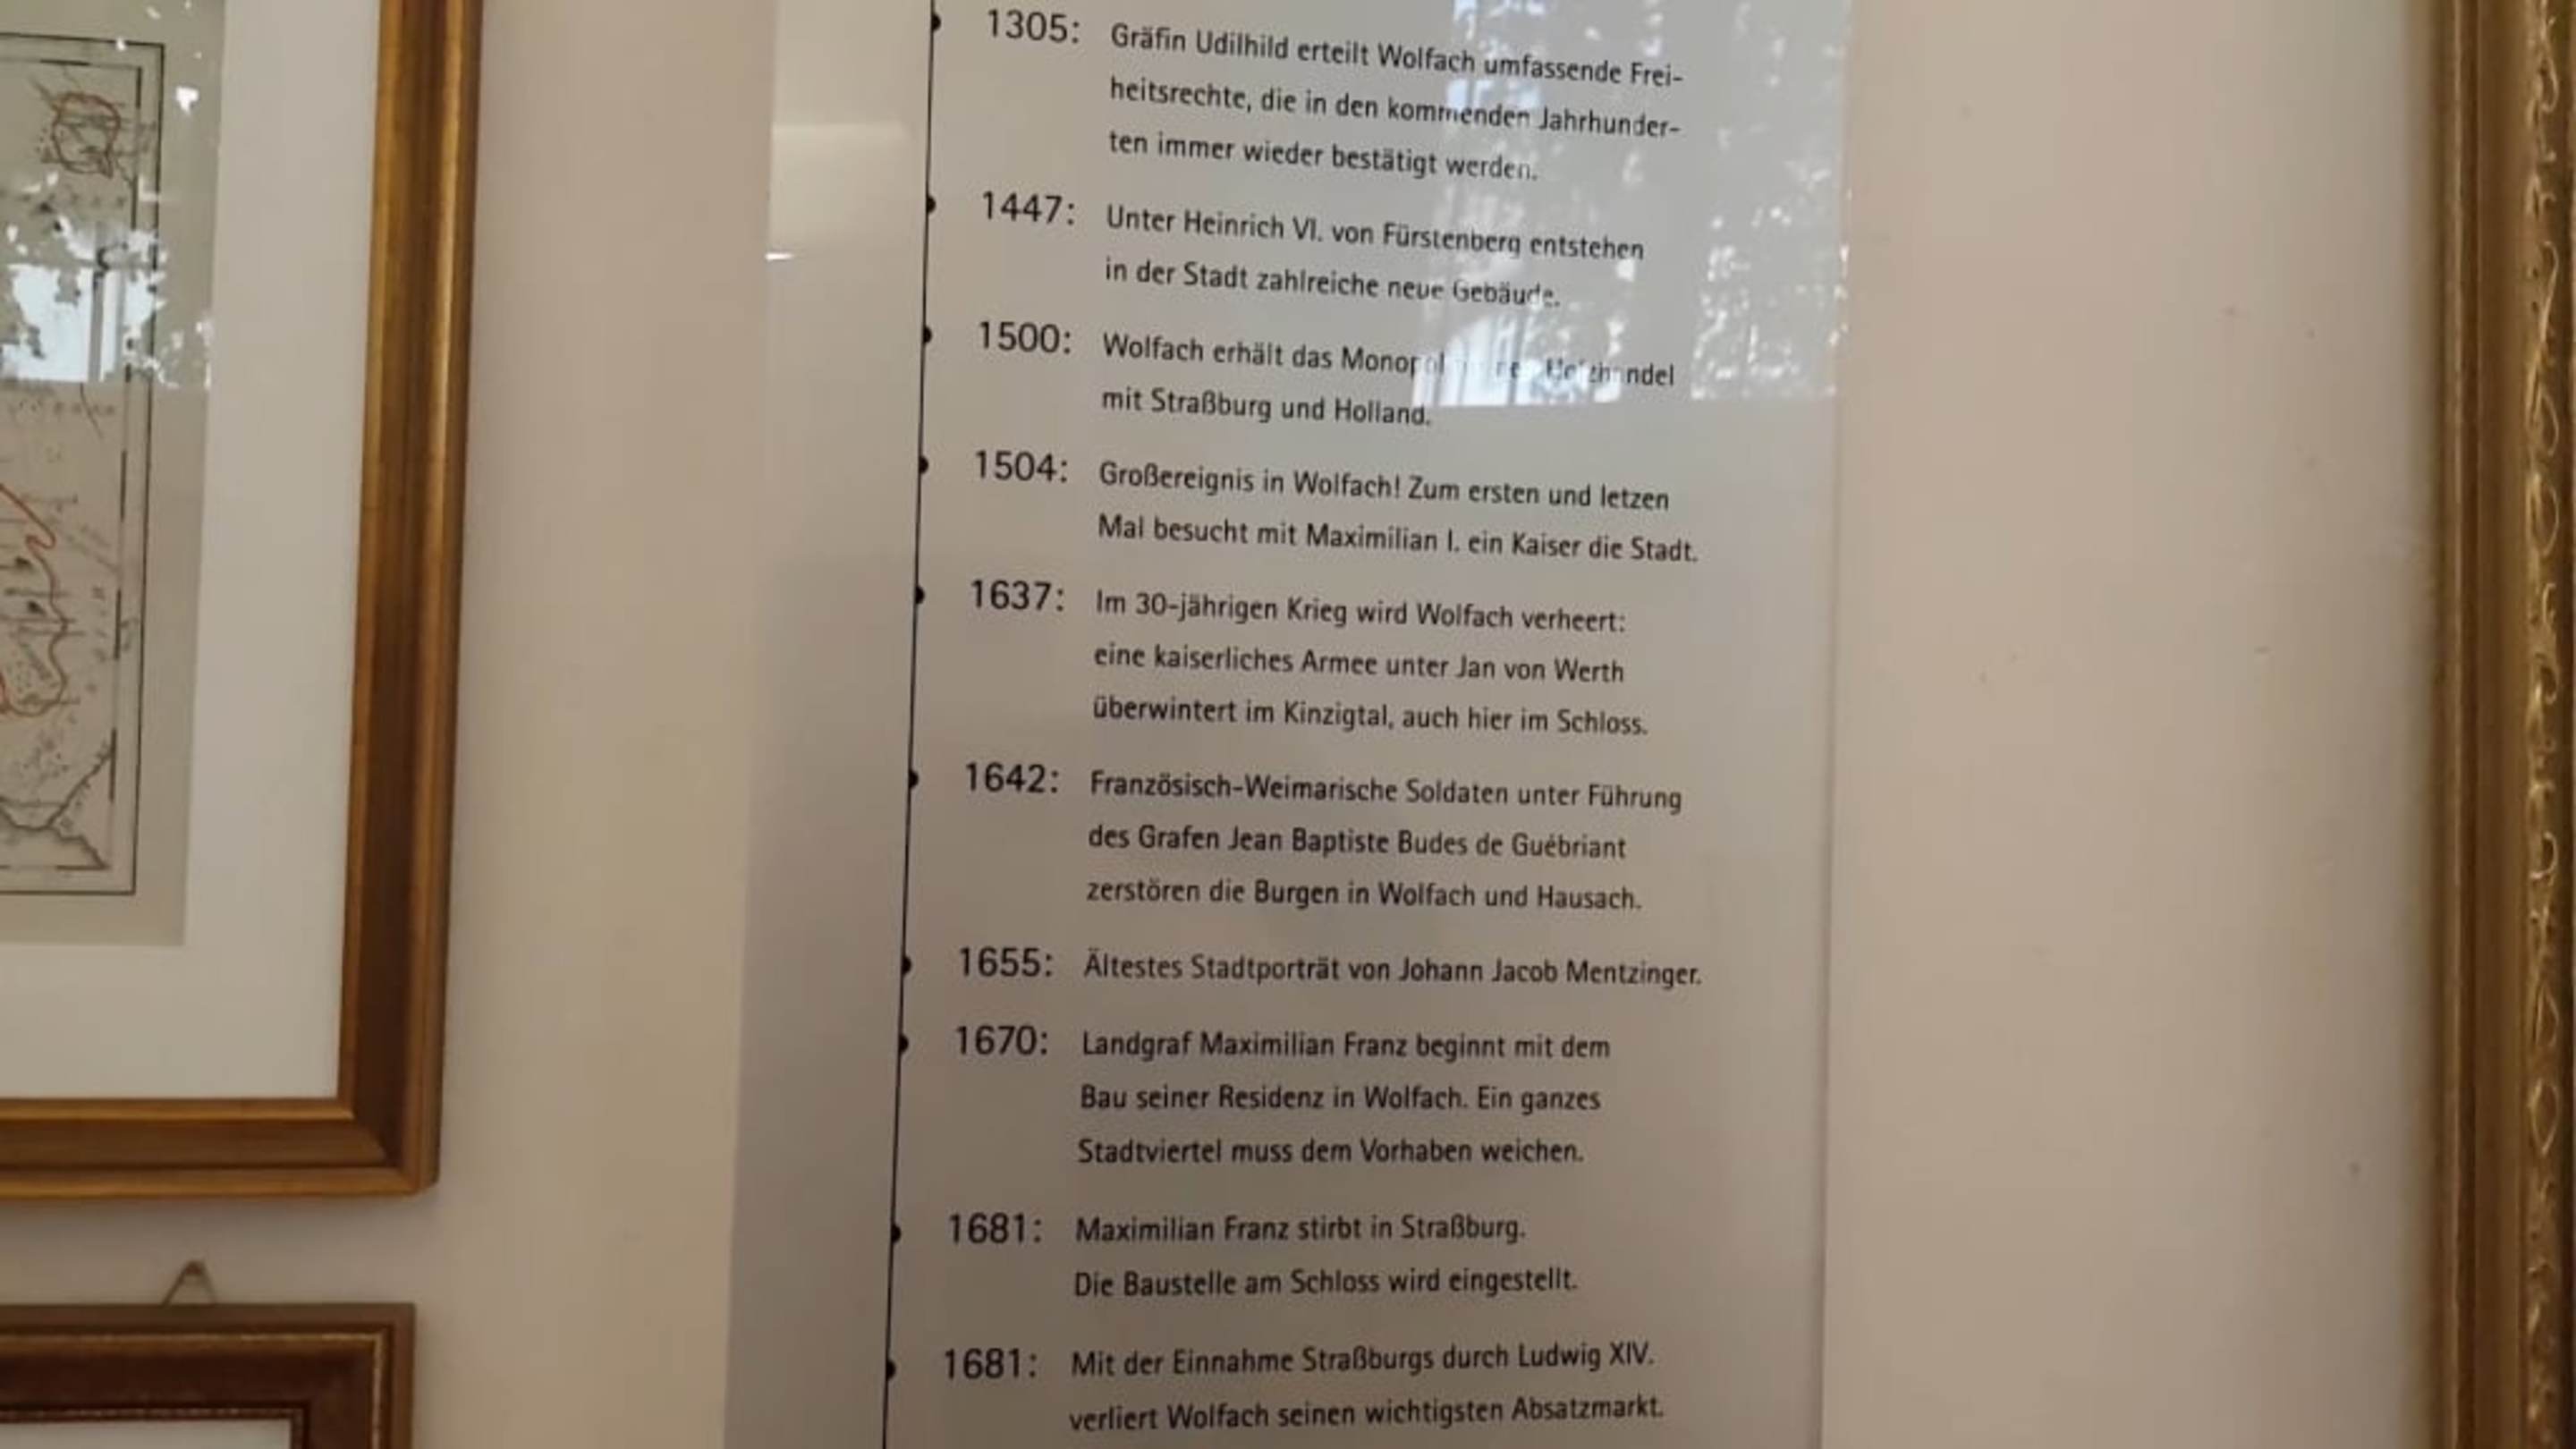 1305: Gräfin Udilhild erteilt Wolfach umfassende Frei-
heitsrechte, die in den kommenden Jahrhunder-
ten immer wieder bestätigt werden.
1447: Unter Heinrich VI. von Fürstenberg entstehen
in der Stadt zahlreiche neue Gebäude.
1500: Wolfach erhält das Monopol Holzhandel
mit Straßburg und Holland.
1504: Großereignis in Wolfach! Zum ersten und letzen
Mal besucht mit Maximilian I. ein Kaiser die Stadt.
1637: Im 30-jährigen Krieg wird Wolfach verheert:
eine kaiserliches Armee unter Jan von Werth
überwintert im Kinzigtal, auch hier im Schloss.
1642: Französisch-Weimarische Soldaten unter Führung
des Grafen Jean Baptiste Budes de Guébriant
zerstören die Burgen in Wolfach und Hausach.
1655: Ältestes Stadtporträt von Johann Jacob Mentzinger.
1670: Landgraf Maximilian Franz beginnt mit dem
Bau seiner Residenz in Wolfach. Ein ganzes
Stadtviertel muss dem Vorhaben weichen.
1681: Maximilian Franz stirbt in Straßburg.
Die Baustelle am Schloss wird eingestellt.
1681: Mit der Einnahme Straßburgs durch Ludwig XIV.
verliert Wolfach seinen wichtigsten Absatzmarkt.